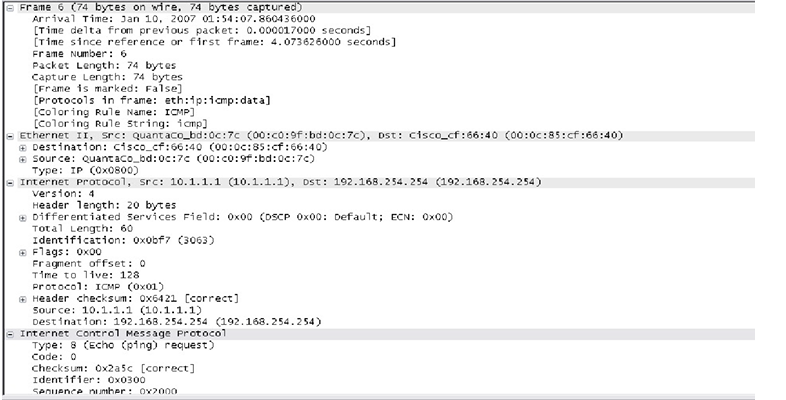 Frame 6 (74 bytes on wire, 74 bytes captured)
Arrival Time: Jan 10, 2007 01:54:07.860436000
[Time delta from previous packet: 0.000017000 seconds]
[Time since reference or first frame: 4.073626000 seconds]
Frame Number: 6
Packet Length: 74 bytes
Capture Length: 74 bytes
[Frame is marked: False]
[Protocols in frame: eth:ip:icmp:data]
[Coloring Rule Name: ICMP]
[Coloring Rule String: icmp]
Ethernet II, Src: QuantaCo_bd:0c:7c (00:c0:9f:bd:0c:7c), Dst: Cisco_cf:66:40 (00:0c:85:cf:66:40)
Destination: Cisco_cf:66:40 (00:0c:85:cf:66:40)
Source: QuantaCo_bd:0c:7c (00:c0:9f:bd:0c:7c)
Type: IP (0x0800)
Internet Protocol, Src: 10.1.1.1 (10.1.1.1), Dst: 192.168.254.254 (192.168.254.254)
Version: 4
Header length: 20 bytes
Differentiated Services Field: 0x00 (DSCP 0x00: Default; ECN: 0x00)
Total Length: 60
Identification: 0x0bf7 (3063)
Flags: 0x00
Fragment offset: 0
Time to live: 128
Protocol: ICMP (0x01)
Header checksum: 0x6421 [correct]
Source: 10.1.1.1 (10.1.1.1)
Destination: 192.168.254.254 (192.168.254.254)
Internet Control Message Protocol
Type: 8 (Echo (ping) request)
Code: 0
Checksum: 0x2a5c [correct]
Identifier: 0x0300
Sequence number: 0x2000